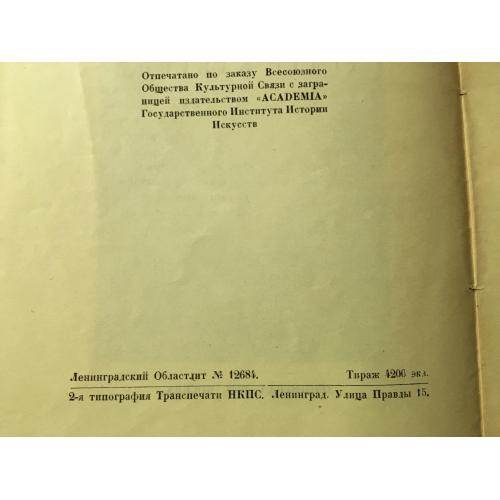 Отпечатано по заказу Всесоюзного
Общества Культурной Связи с загра-
ницей издательством «ACADEMIA»
Государственного Института Истории
Искусств
Ленинградский Областлит № 12684. Тираж 4206 экз.
2-я типография Транспечати НКПС. Ленинград. Улица Правды 15.